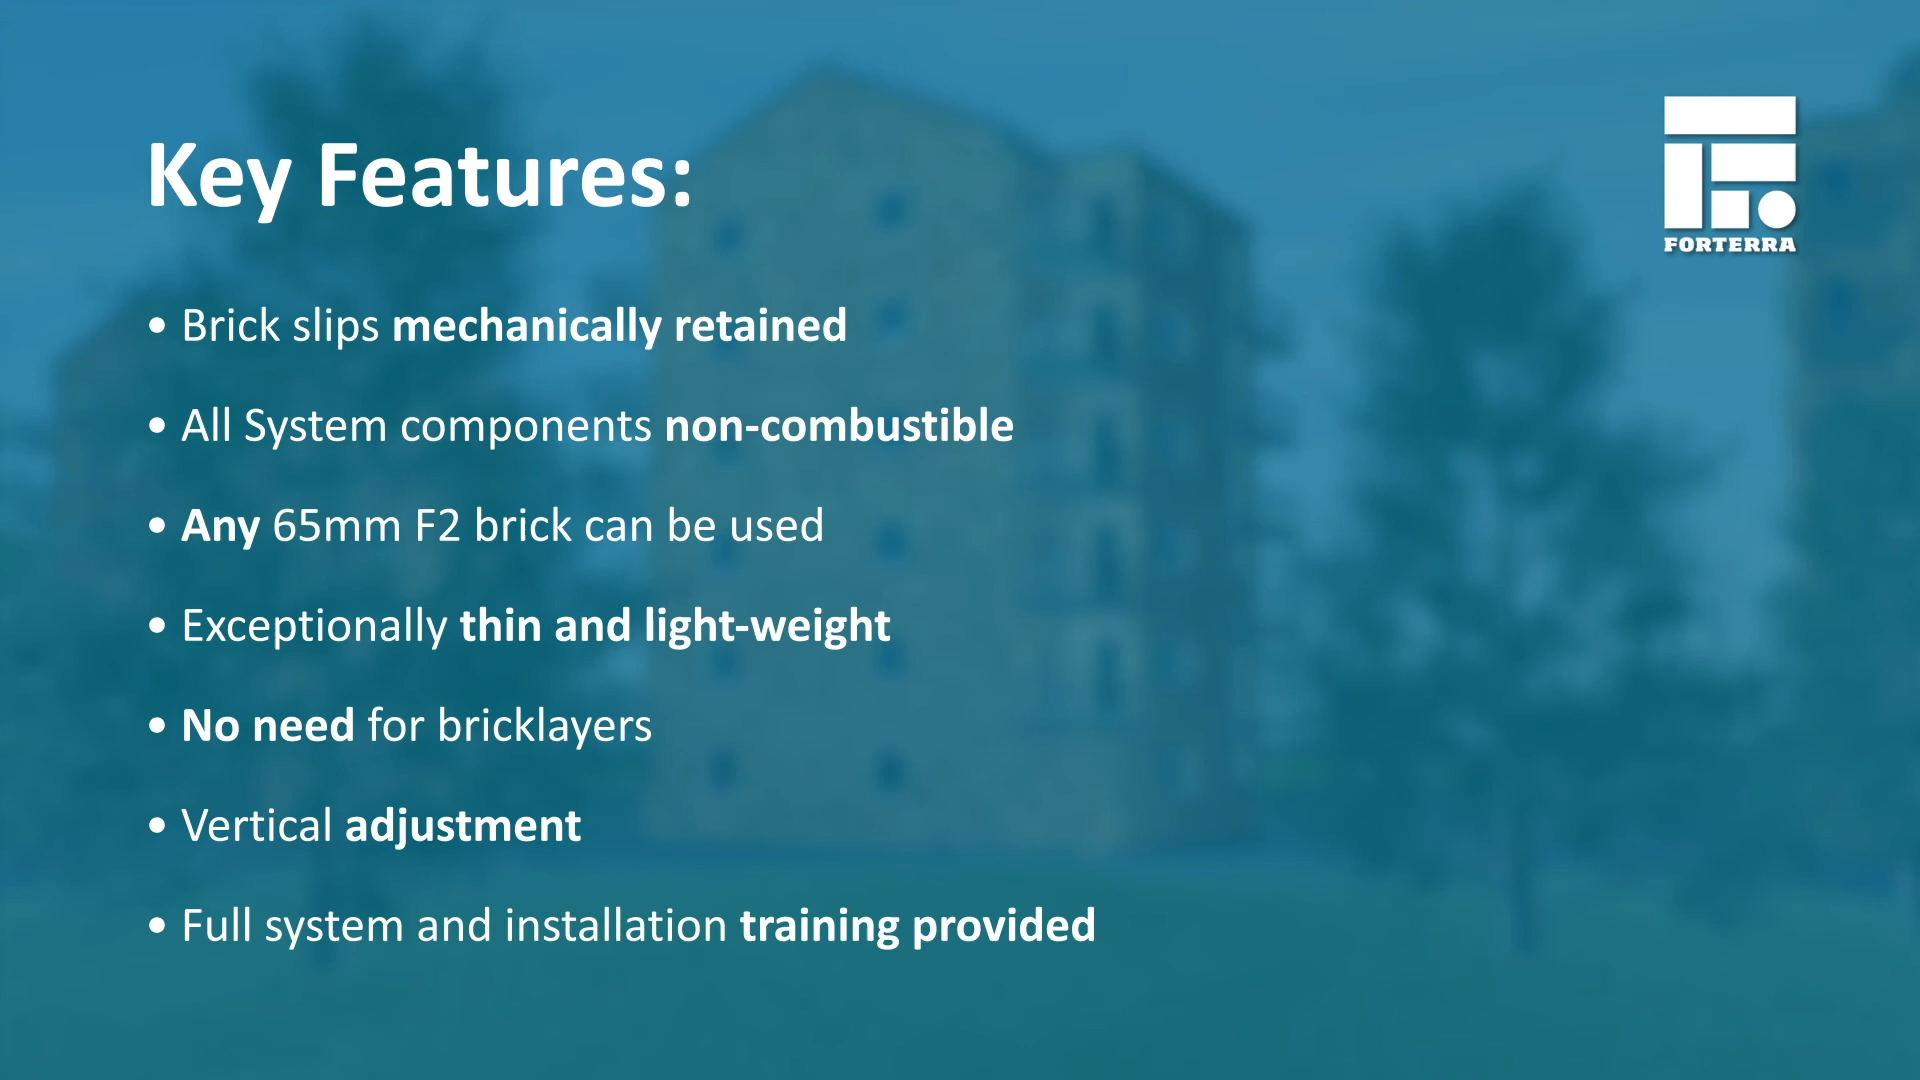 Key Features:
FORTERRA
• Brick slips mechanically retained
• All System components non-combustible
• Any 65mm F2 brick can be used
• Exceptionally thin and light-weight
• No need for bricklayers
• Vertical adjustment
• Full system and installation training provided